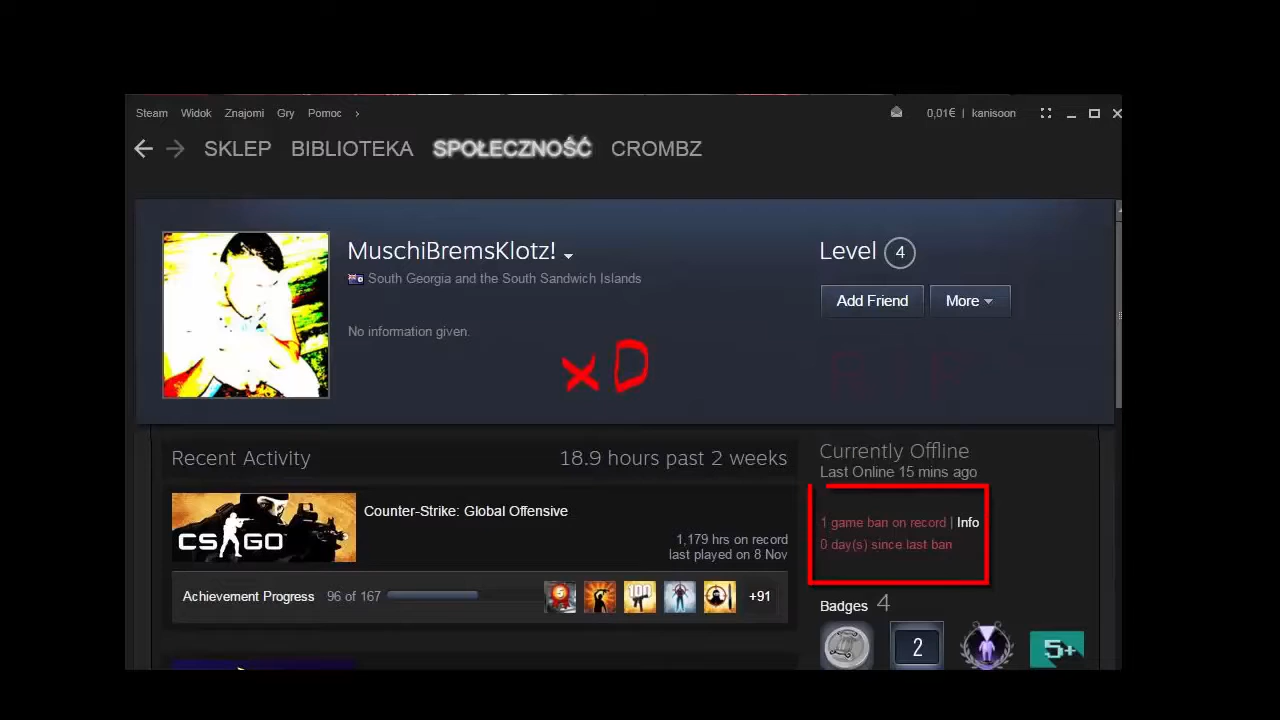 Steam Widok Znajomi Gry Pomoc › 0,01€ | kanisoon
SKLEP BIBLIOTEKA SPOŁECZNOŚĆ CROMBZ
MuschiBremsKlotz!
South Georgia and the South Sandwich Islands
No information given.
Level 4
Add Friend More
xD
R.I.P
Recent Activity 18.9 hours past 2 weeks
CS GO
Counter-Strike: Global Offensive
1,179 hrs on record
last played on 8 Nov
Achievement Progress 96 of 167
5 100 +91
Currently Offline
Last Online 15 mins ago
1 game ban on record | Info
0 day(s) since last ban
Badges 4
2 5+